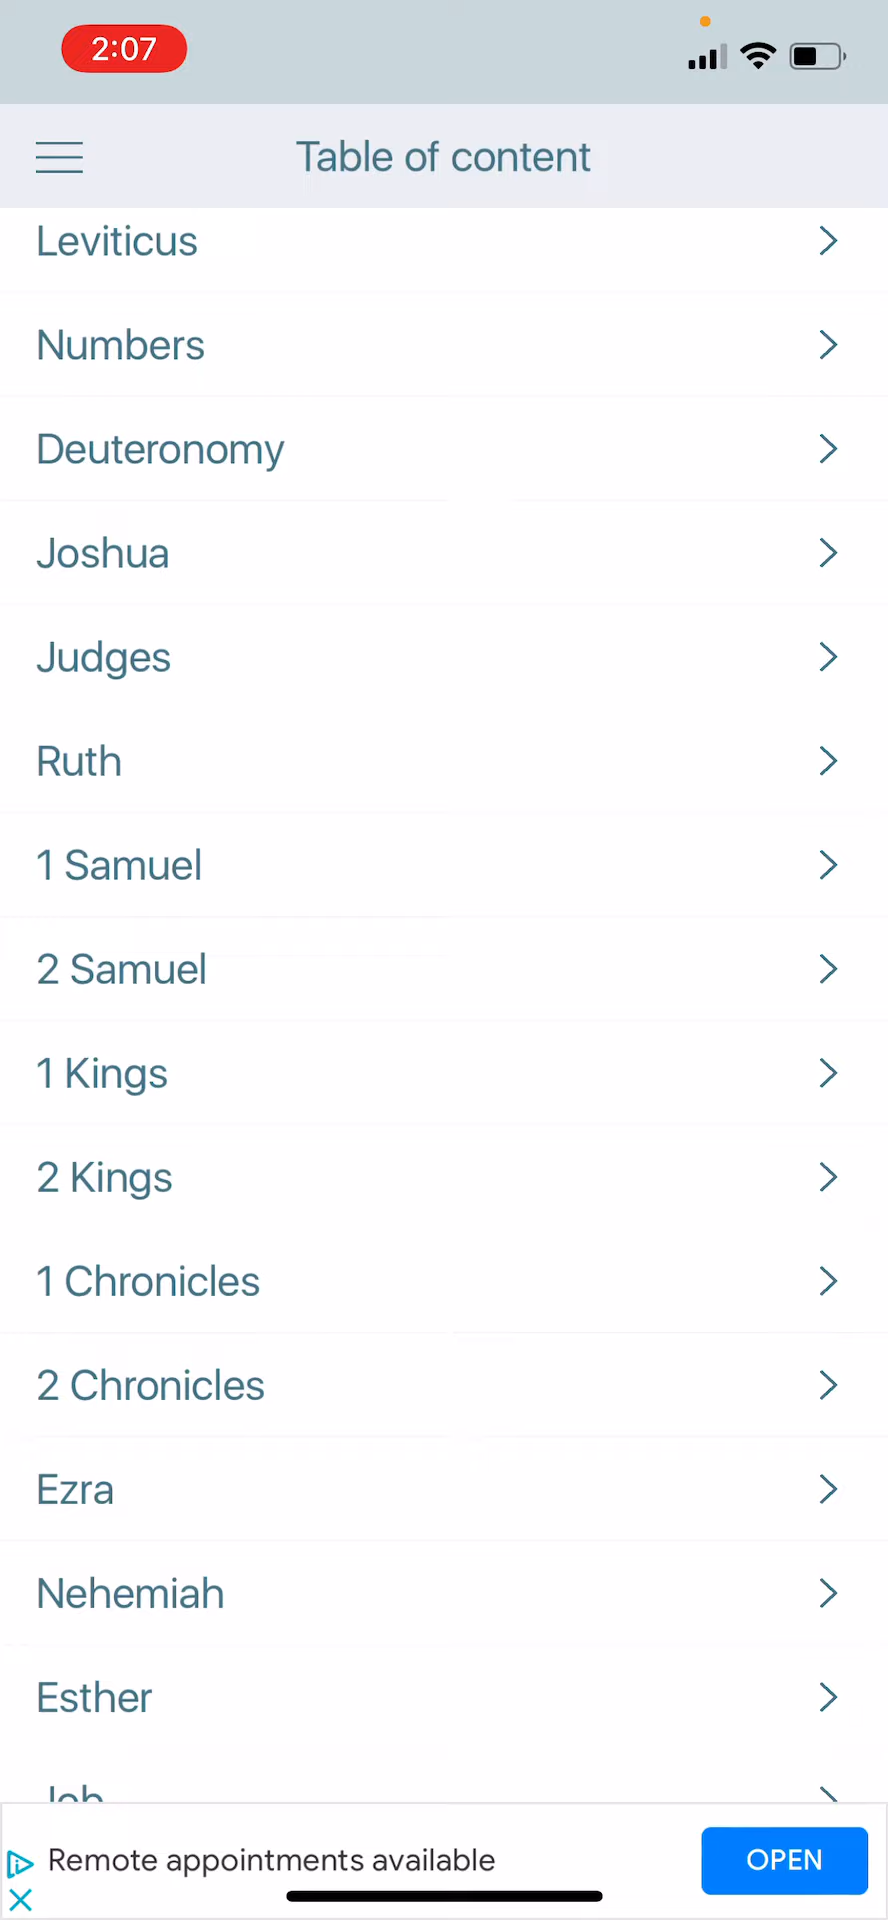 2:07
Table of content
Leviticus
Numbers
Deuteronomy
Joshua
Judges
Ruth
1 Samuel
2 Samuel
1 Kings
2 Kings
1 Chronicles
2 Chronicles
Ezra
Nehemiah
Esther
Job
Remote appointments available
OPEN